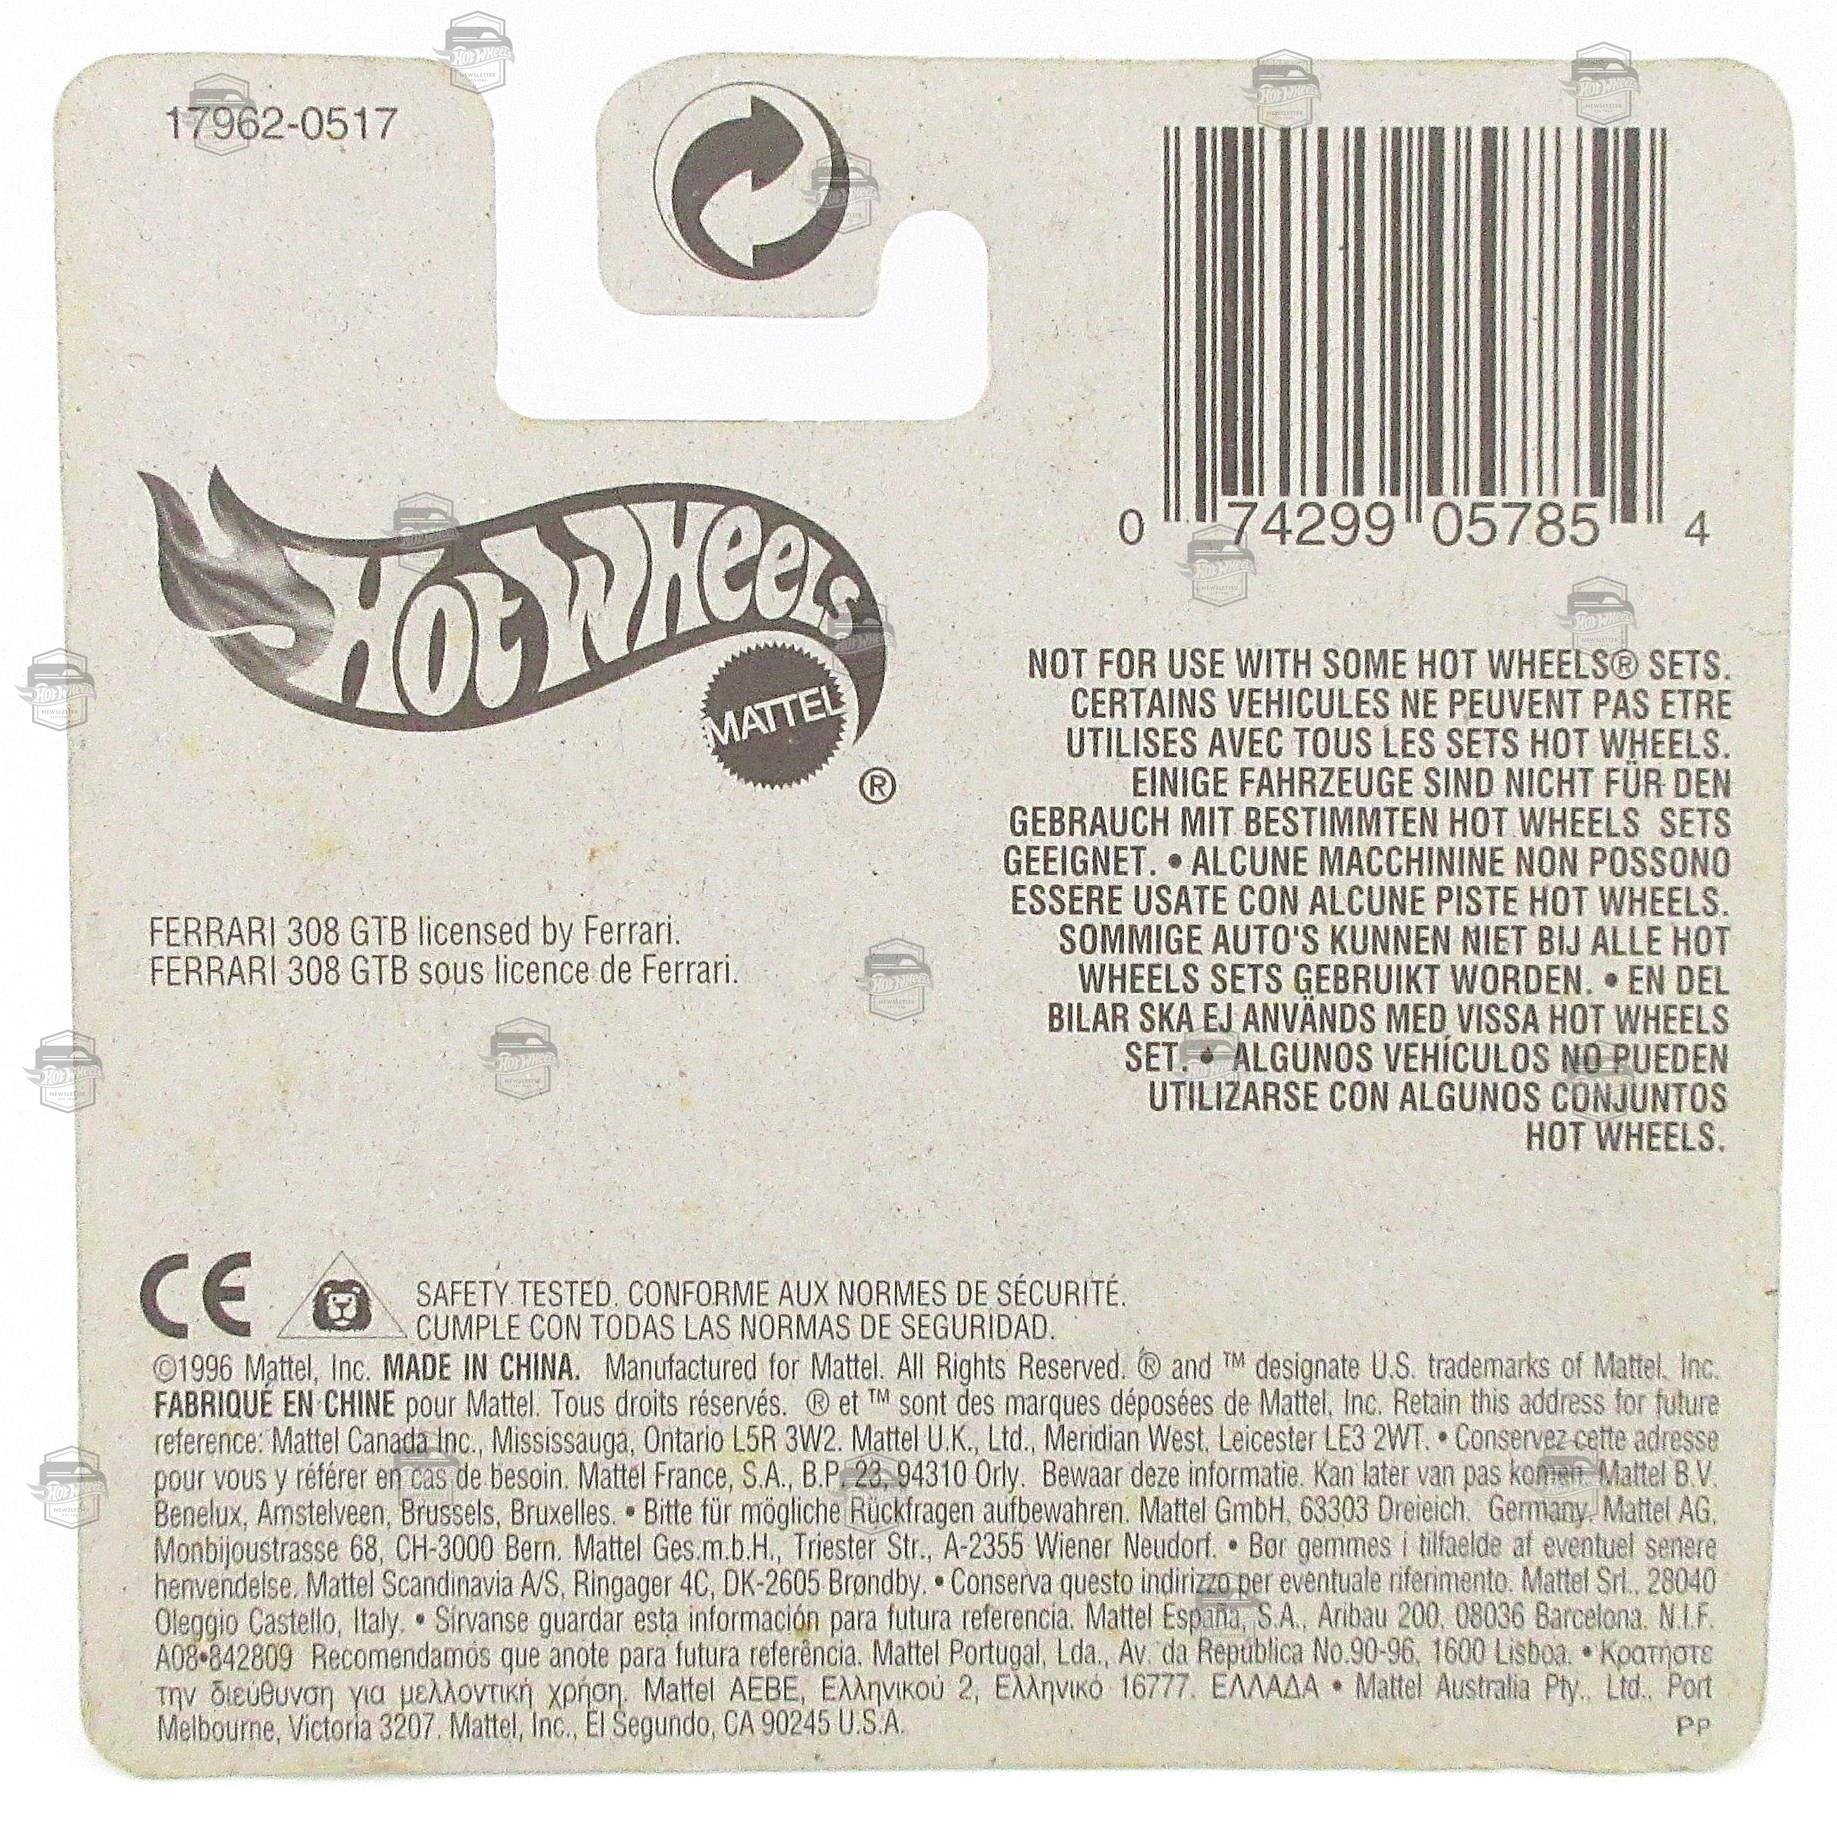 17962-0517
0 74299 05785 4
HOT WHEELS
MATTEL
®
NOT FOR USE WITH SOME HOT WHEELS® SETS.
CERTAINS VEHICULES NE PEUVENT PAS ETRE
UTILISES AVEC TOUS LES SETS HOT WHEELS.
EINIGE FAHRZEUGE SIND NICHT FÜR DEN
GEBRAUCH MIT BESTIMMTEN HOT WHEELS SETS
GEEIGNET. • ALCUNE MACCHININE NON POSSONO
ESSERE USATE CON ALCUNE PISTE HOT WHEELS.
SOMMIGE AUTO'S KUNNEN NIET BIJ ALLE HOT
WHEELS SETS GEBRUIKT WORDEN. • EN DEL
BILAR SKA EJ ANVÄNDS MED VISSA HOT WHEELS
SET. • ALGUNOS VEHÍCULOS NO PUEDEN
UTILIZARSE CON ALGUNOS CONJUNTOS
HOT WHEELS.
FERRARI 308 GTB licensed by Ferrari.
FERRARI 308 GTB sous licence de Ferrari.
CE
SAFETY TESTED. CONFORME AUX NORMES DE SÉCURITÉ.
CUMPLE CON TODAS LAS NORMAS DE SEGURIDAD.
©1996 Mattel, Inc. MADE IN CHINA. Manufactured for Mattel. All Rights Reserved. ® and ™ designate U.S. trademarks of Mattel, Inc.
FABRIQUÉ EN CHINE pour Mattel. Tous droits réservés. ® et ™ sont des marques déposées de Mattel, Inc. Retain this address for future
reference: Mattel Canada Inc., Mississauga, Ontario L5R 3W2. Mattel U.K., Ltd., Meridian West, Leicester LE3 2WT. • Conservez cette adresse
pour vous y référer en cas de besoin. Mattel France, S.A., B.P. 23, 94310 Orly. Bewaar deze informatie. Kan later van pas komen. Mattel B.V.
Benelux, Amstelveen, Brussels, Bruxelles. • Bitte für mögliche Rückfragen aufbewahren. Mattel GmbH, 63303 Dreieich. Germany. Mattel AG,
Monbijoustrasse 68, CH-3000 Bern. Mattel Ges.m.b.H., Triester Str., A-2355 Wiener Neudorf. • Bør gemmes i tilfaelde af eventuel senere
henvendelse. Mattel Scandinavia A/S, Ringager 4C, DK-2605 Brøndby. • Conserva questo indirizzo per eventuale riferimento. Mattel Srl., 28040
Oleggio Castello, Italy. • Sírvanse guardar esta información para futura referencia. Mattel España, S.A., Aribau 200, 08036 Barcelona. N.I.F.
A08•842809 Recomendamos que anote para futura referência. Mattel Portugal, Lda., Av. da República No.90-96, 1600 Lisboa. • Κρατήστε
την διεύθυνση για μελλοντική χρήση. Mattel AEBE, Ελληνικού 2, Ελληνικό 16777. ΕΛΛΑΔΑ • Mattel Australia Pty., Ltd., Port
Melbourne, Victoria 3207. Mattel, Inc., El Segundo, CA 90245 U.S.A.
PP